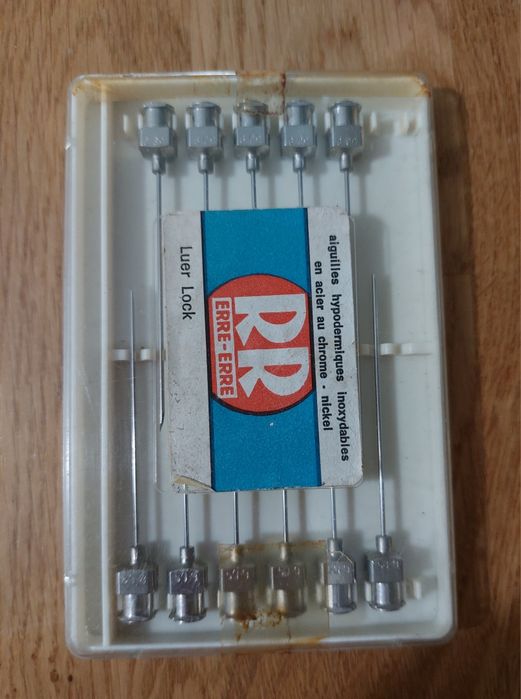 aiguilles hypodermiques inoxydables
en acier au chrome - nickel
RR
ERRE-ERRE
Luer Lock